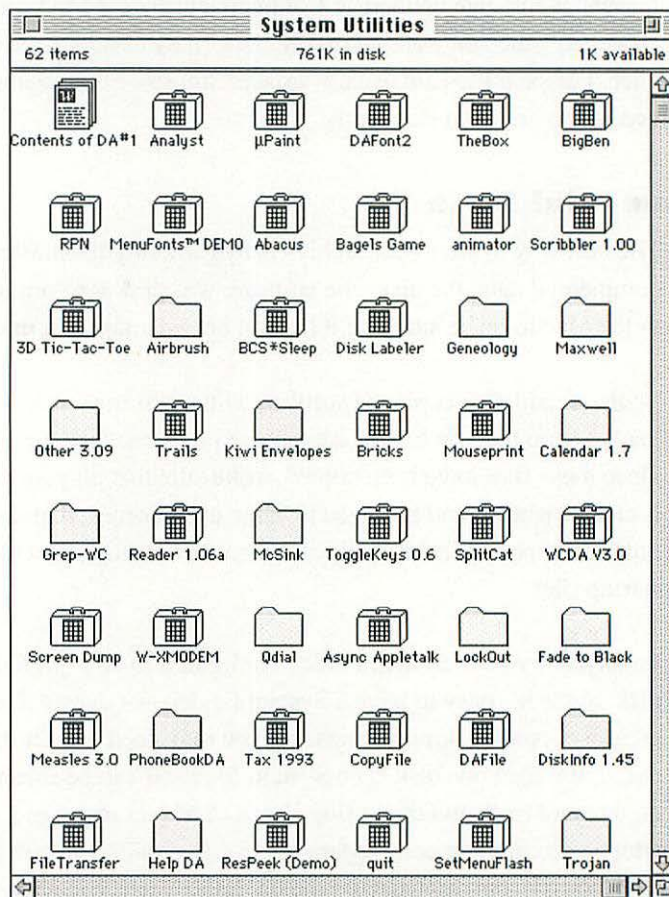 System Utilities
62 items 761K in disk 1K available
Contents of DA#1 Analyst µPaint DAFont2 TheBox BigBen
RPN MenuFonts™ DEMO Abacus Bagels Game animator Scribbler 1.00
3D Tic-Tac-Toe Airbrush BCS*Sleep Disk Labeler Geneology Maxwell
Other 3.09 Trails Kiwi Envelopes Bricks Mouseprint Calendar 1.7
Grep-WC Reader 1.06a McSink ToggleKeys 0.6 SplitCat WCDA V3.0
Screen Dump W-XMODEM Qdial Async Appletalk LockOut Fade to Black
Measles 3.0 PhoneBookDA Tax 1993 CopyFile DAFile DiskInfo 1.45
FileTransfer Help DA ResPeek (Demo) quit SetMenuFlash Trojan